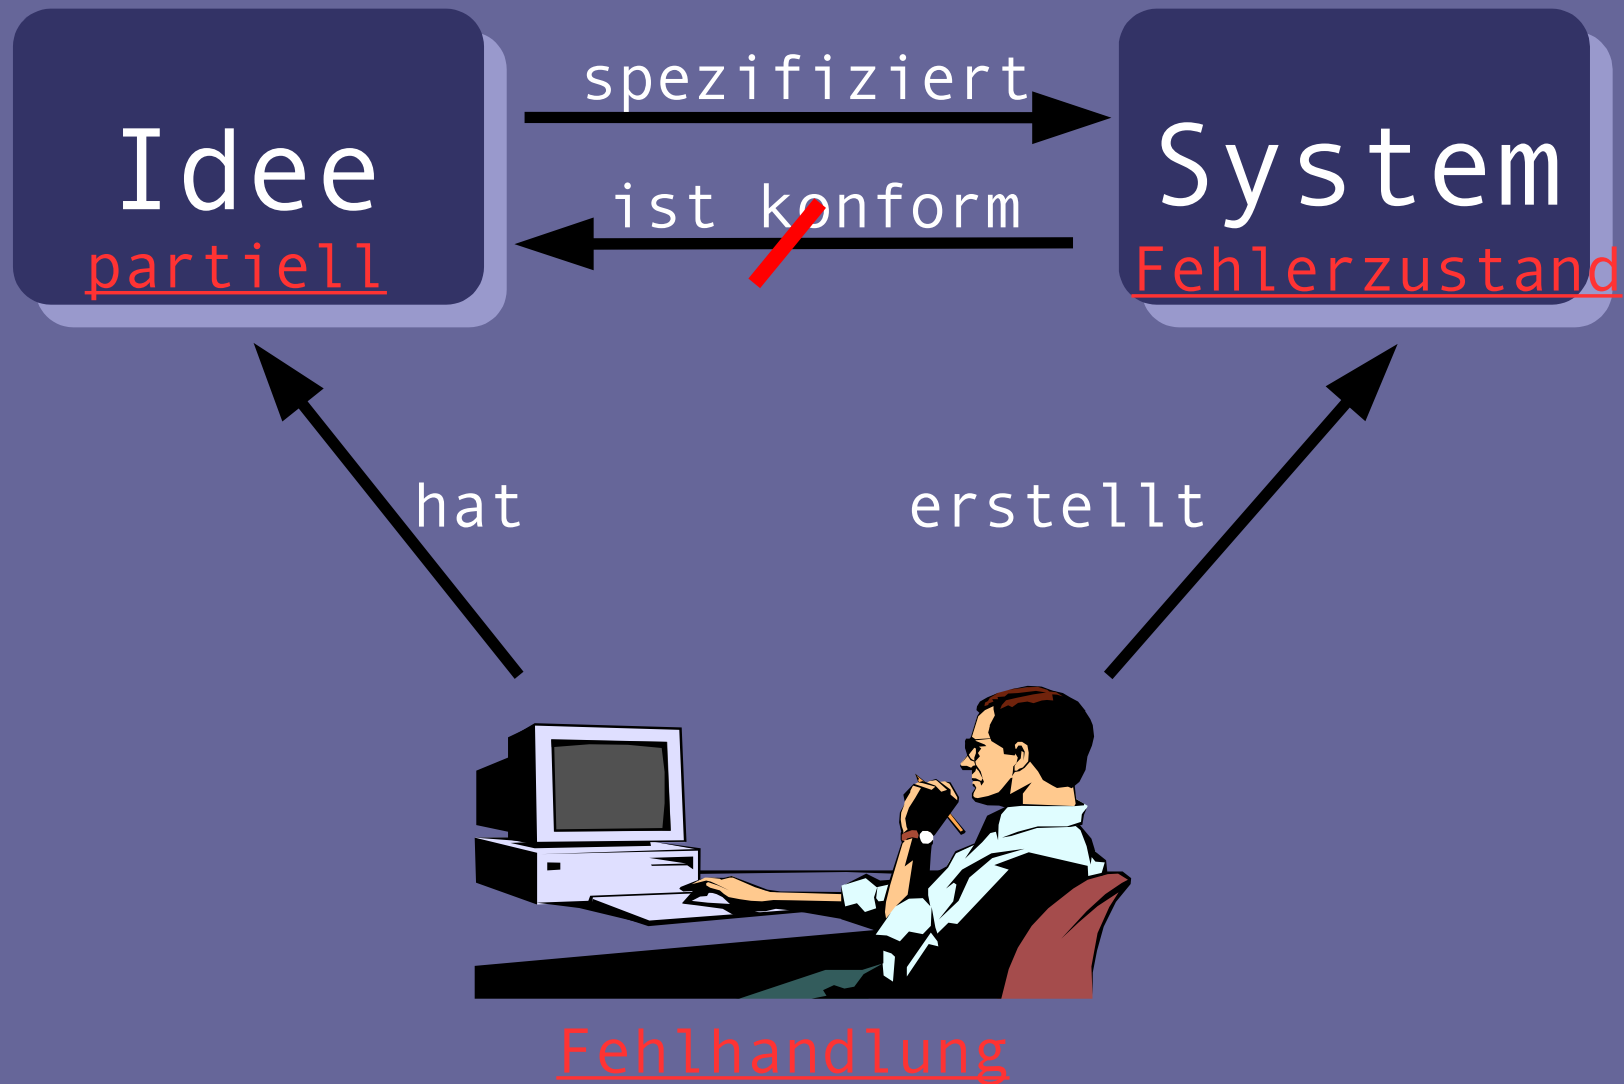 spezifiziert
Idee
System
ist konform
partiell
Fehlerzustand
hat
erstellt
Fehlhandlung